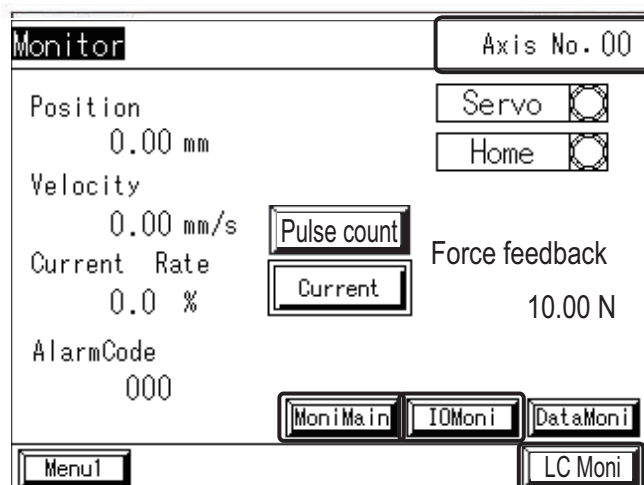 Monitor
Axis No.00
Servo
Position
0.00 mm
Home
Velocity
0.00 mm/s
Pulse count
Force feedback
Current Rate
0.0 %
Current
10.00 N
AlarmCode
000
MoniMain
IOMoni
DataMoni
Menu1
LC Moni